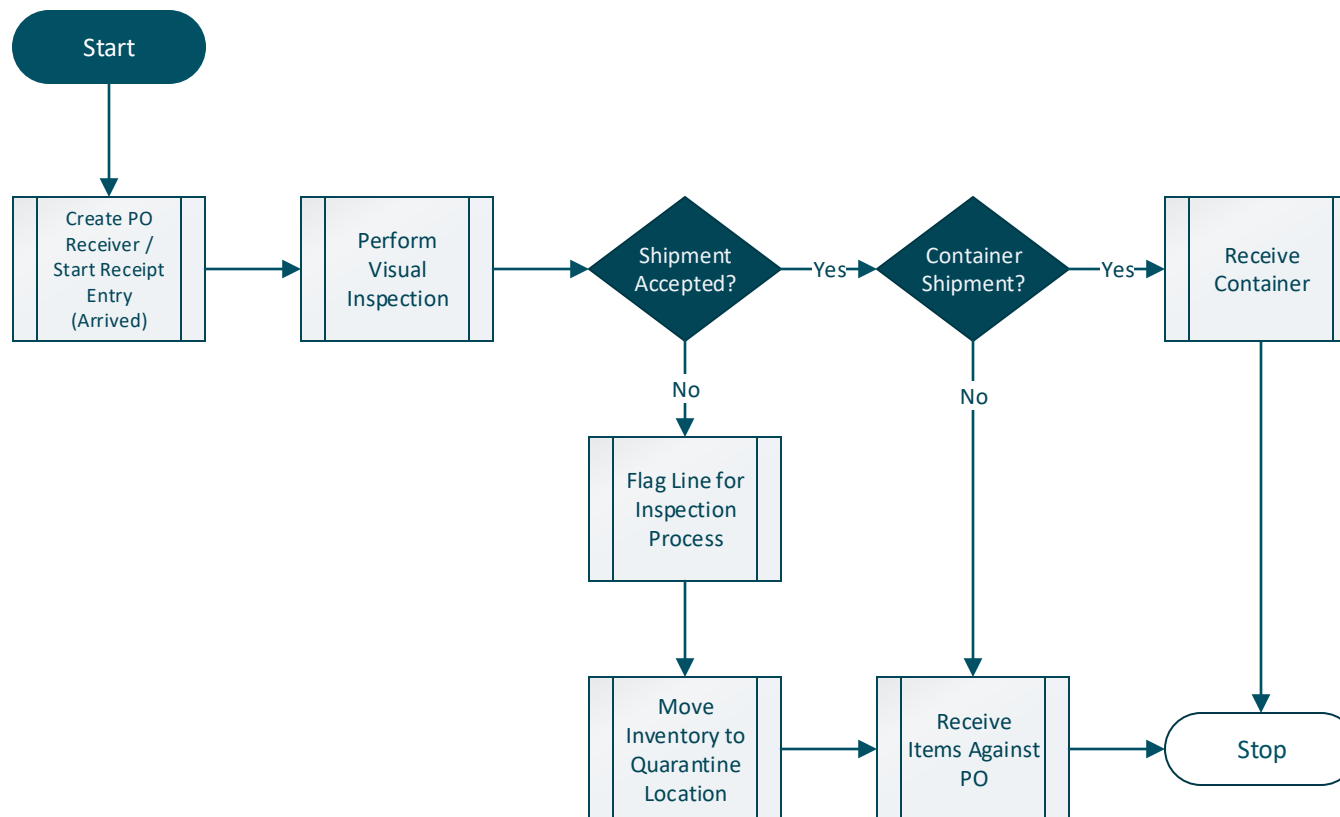 Start
Create PO
Receiver /
Start Receipt
Entry
(Arrived)
Perform
Visual
Inspection
Shipment
Accepted?
Yes
Container
Shipment?
Yes
Receive
Container
No
No
Flag Line for
Inspection
Process
Move
Inventory to
Quarantine
Location
Receive
Items Against
PO
Stop